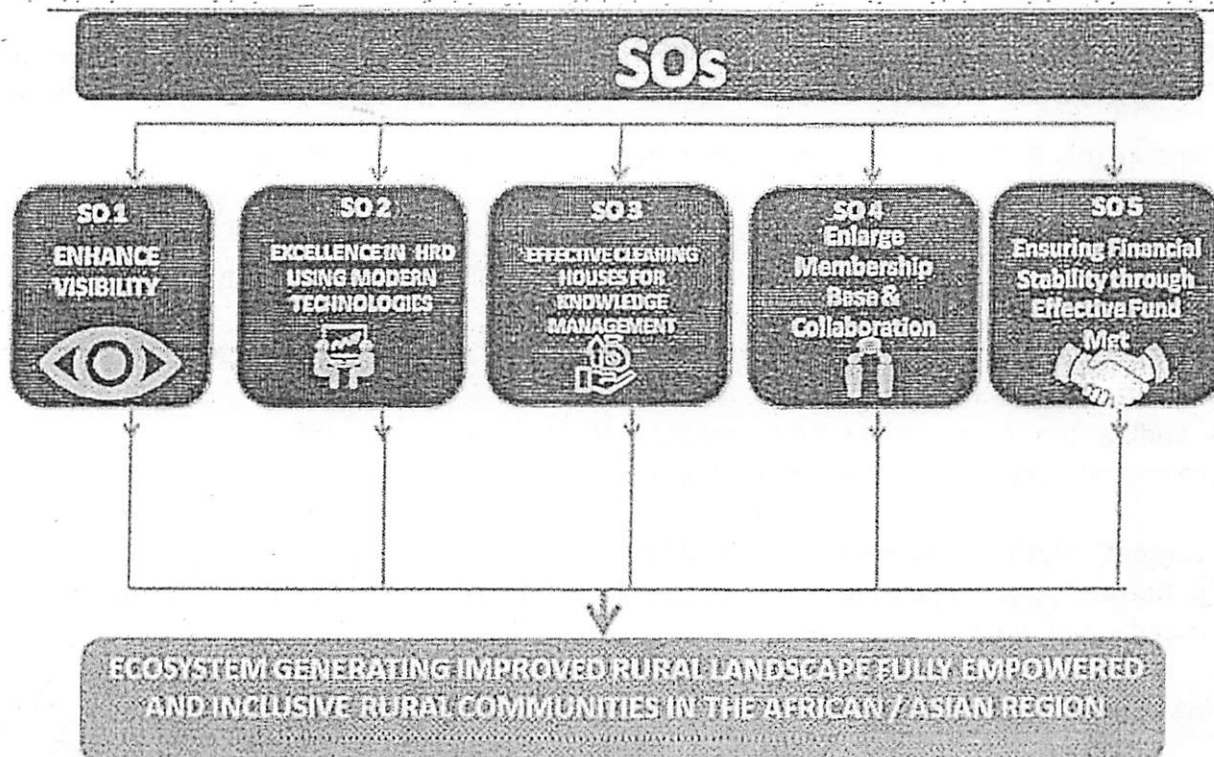 SOs
SO 1
ENHANCE
VISIBILITY
SO 2
EXCELLENCE IN HRD
USING MODERN
TECHNOLOGIES
SO 3
EFFECTIVE CLEARING
HOUSES FOR
KNOWLEDGE
MANAGEMENT
SO 4
Enlarge
Membership
Base &
Collaboration
SO 5
Ensuring Financial
Stability through
Effective Fund
Mgt
ECOSYSTEM GENERATING IMPROVED RURAL LANDSCAPE FULLY EMPOWERED
AND INCLUSIVE RURAL COMMUNITIES IN THE AFRICAN / ASIAN REGION